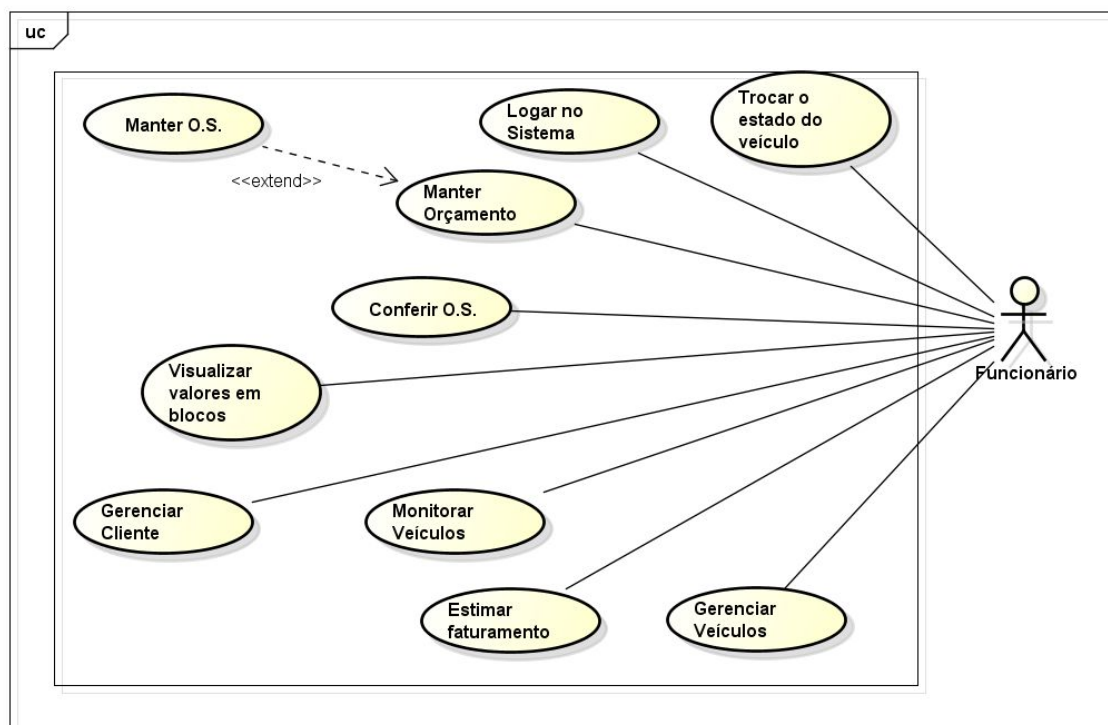 uc
Manter O.S.
Logar no
Sistema
Trocar o
estado do
veículo
<<extend>>
Manter
Orçamento
Conferir O.S.
Funcionário
Visualizar
valores em
blocos
Gerenciar
Cliente
Monitorar
Veículos
Estimar
faturamento
Gerenciar
Veículos